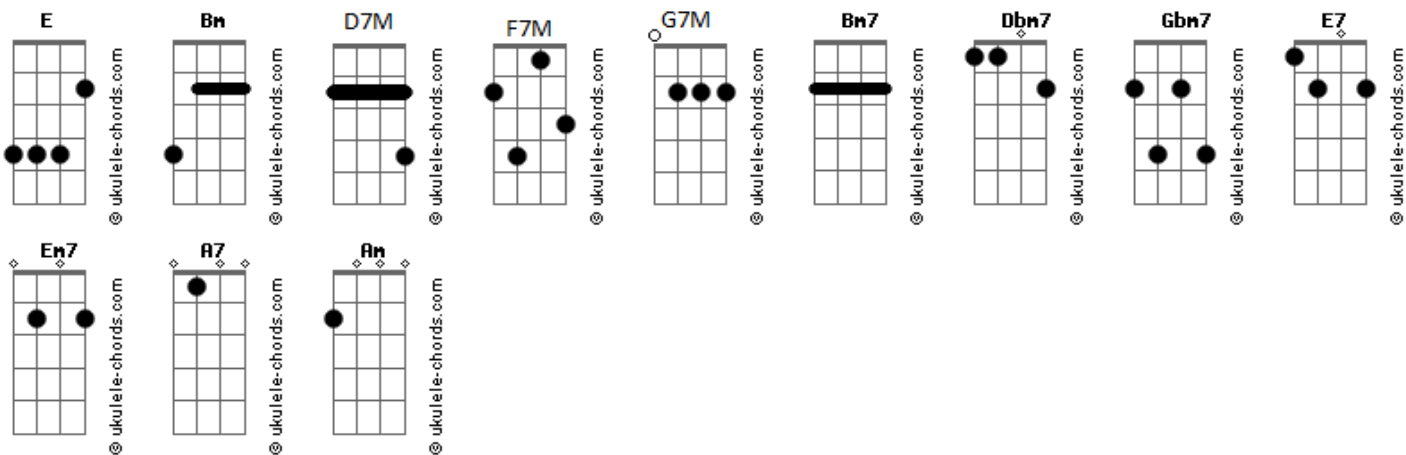 E Bm D7M F7M G7M Bm7 Dbm7 Gbm7 E7
© ukulele-chords.com © ukulele-chords.com © ukulele-chords.com © ukulele-chords.com © ukulele-chords.com © ukulele-chords.com © ukulele-chords.com © ukulele-chords.com © ukulele-chords.com
Em7 A7 Am
© ukulele-chords.com © ukulele-chords.com © ukulele-chords.com